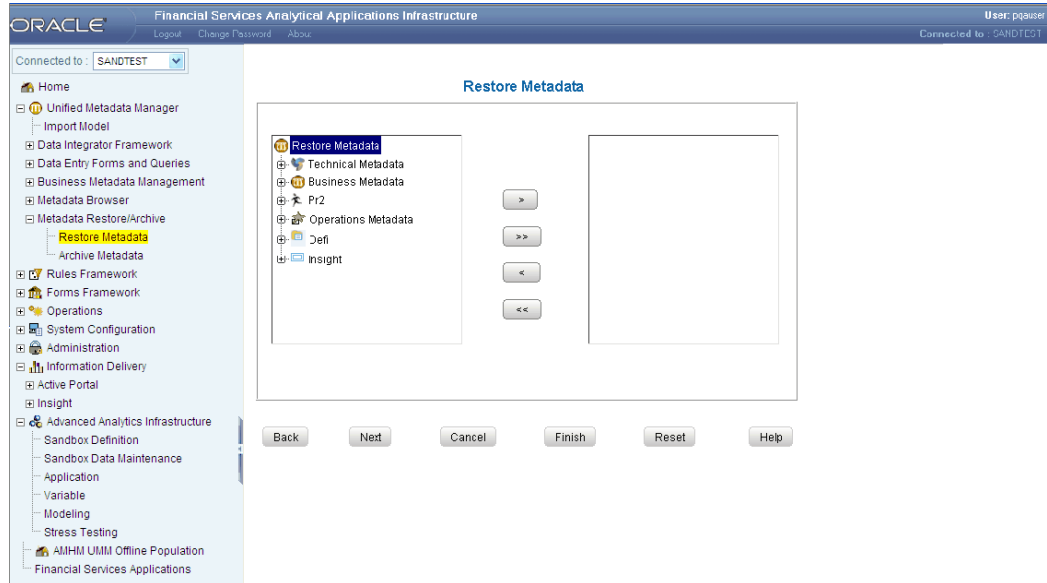 ORACLE
Financial Services Analytical Applications Infrastructure
User: pqauser
Logout Change Password About
Connected to : SANDTEST
Connected to : SANDTEST
Home
Unified Metadata Manager
Import Model
Data Integrator Framework
Data Entry Forms and Queries
Business Metadata Management
Metadata Browser
Metadata Restore/Archive
Restore Metadata
Archive Metadata
Rules Framework
Forms Framework
Operations
System Configuration
Administration
Information Delivery
Active Portal
Insight
Advanced Analytics Infrastructure
Sandbox Definition
Sandbox Data Maintenance
Application
Variable
Modeling
Stress Testing
AMHM UMM Offline Population
Financial Services Applications
Restore Metadata
Restore Metadata
Technical Metadata
Business Metadata
Pr2
Operations Metadata
Defi
Insight
>
>>
<
<<
Back Next Cancel Finish Reset Help